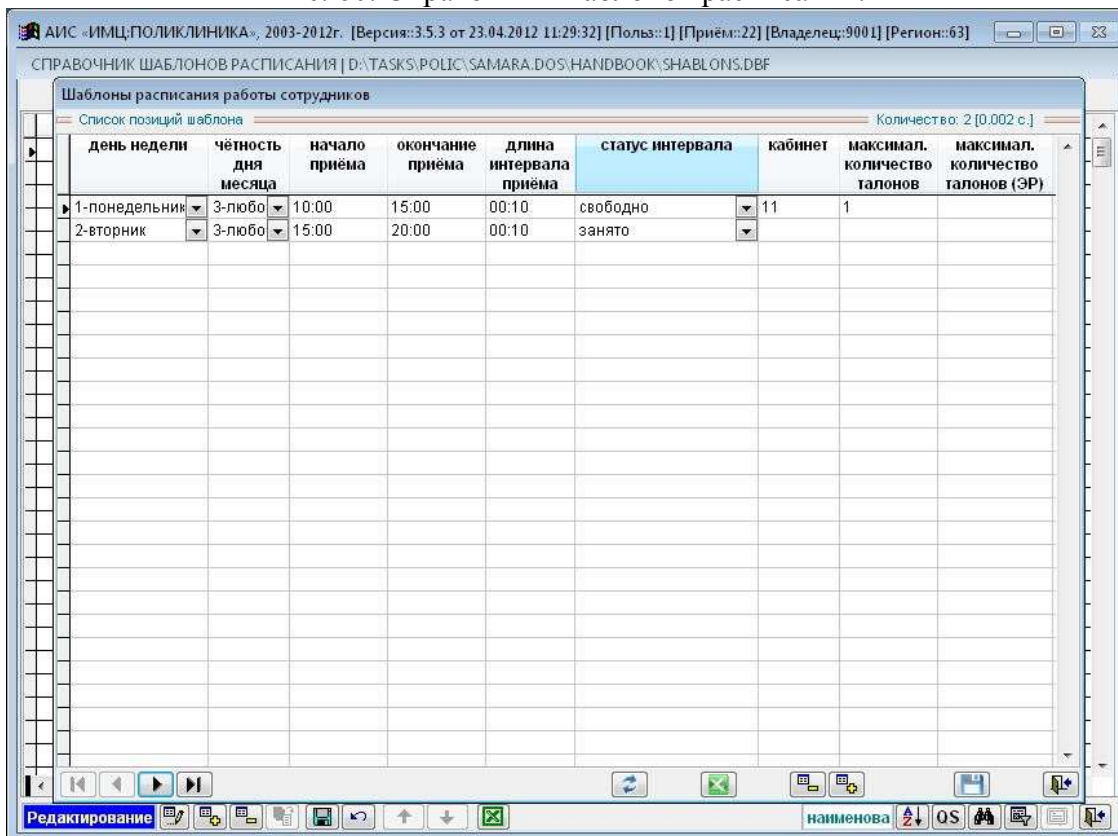 АИС «ИМЦ:ПОЛИКЛИНИКА», 2003-2012г. [Версия::3.5.3 от 23.04.2012 11:29:32] [Польз::1] [Приём::22] [Владелец::9001] [Регион::63]
СПРАВОЧНИК ШАБЛОНОВ РАСПИСАНИЯ | D:\TASKS\POLIC\SAMARA.DOS\HANDBOOK\SHABLONS.DBF
Шаблоны расписания работы сотрудников
Список позиций шаблона Количество: 2 [0.002 с.]
день недели чётность дня месяца начало приёма окончание приёма длина интервала приёма статус интервала кабинет максимал. количество талонов максимал. количество талонов (ЭР)
1-понедельник 3-любо 10:00 15:00 00:10 свободно 11 1
2-вторник 3-любо 15:00 20:00 00:10 занято
Редактирование наименова AZ QS